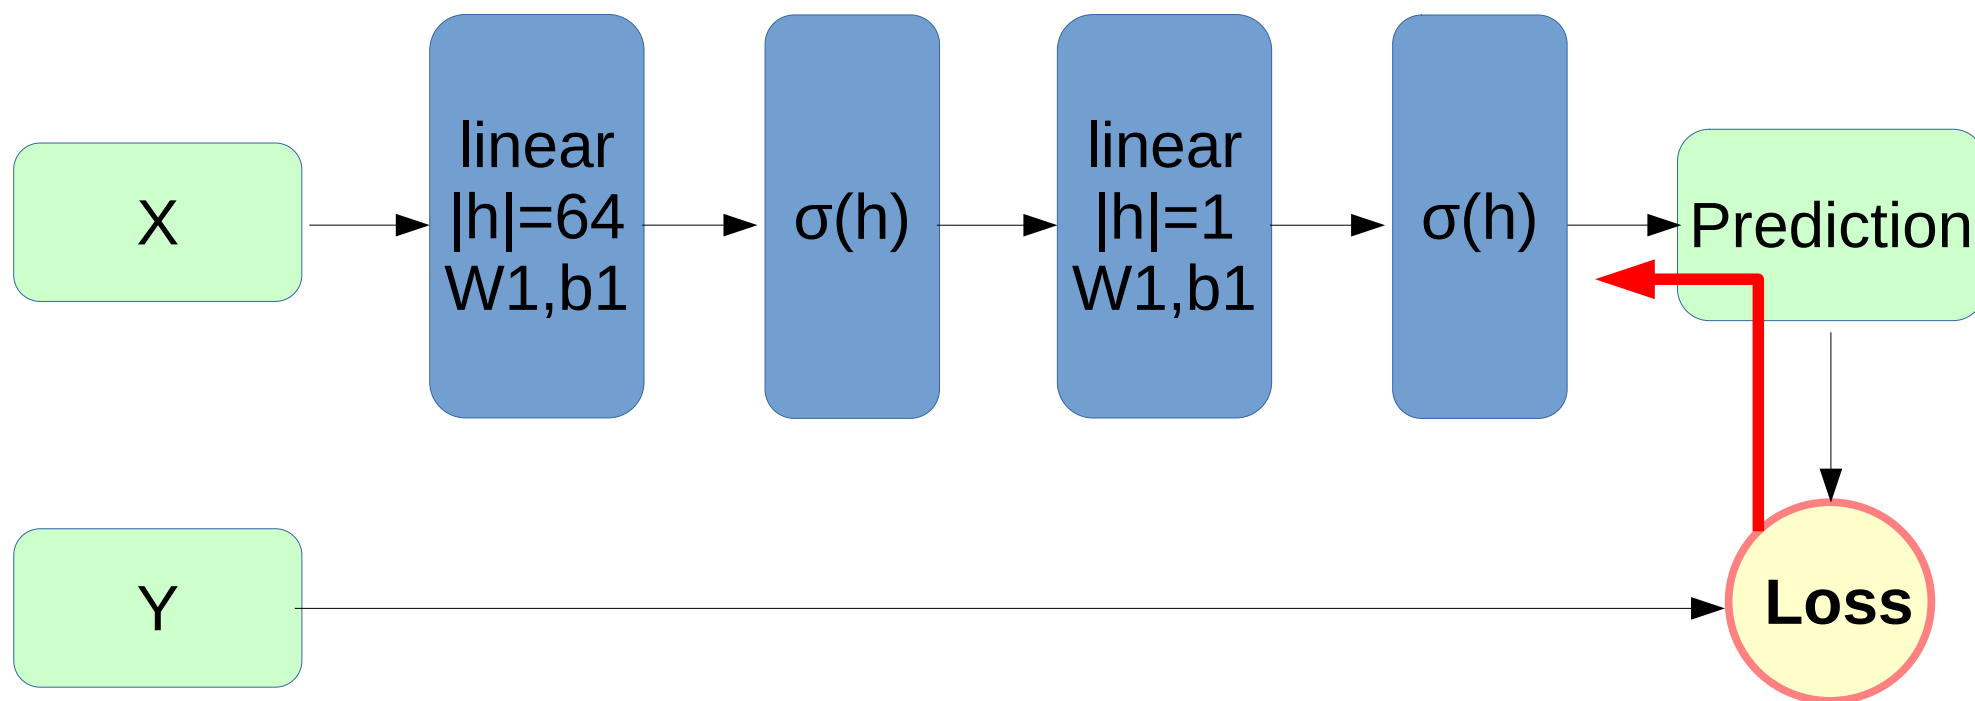 X
linear
|h|=64
W1,b1
σ(h)
linear
|h|=1
W1,b1
σ(h)
Prediction
Y
Loss